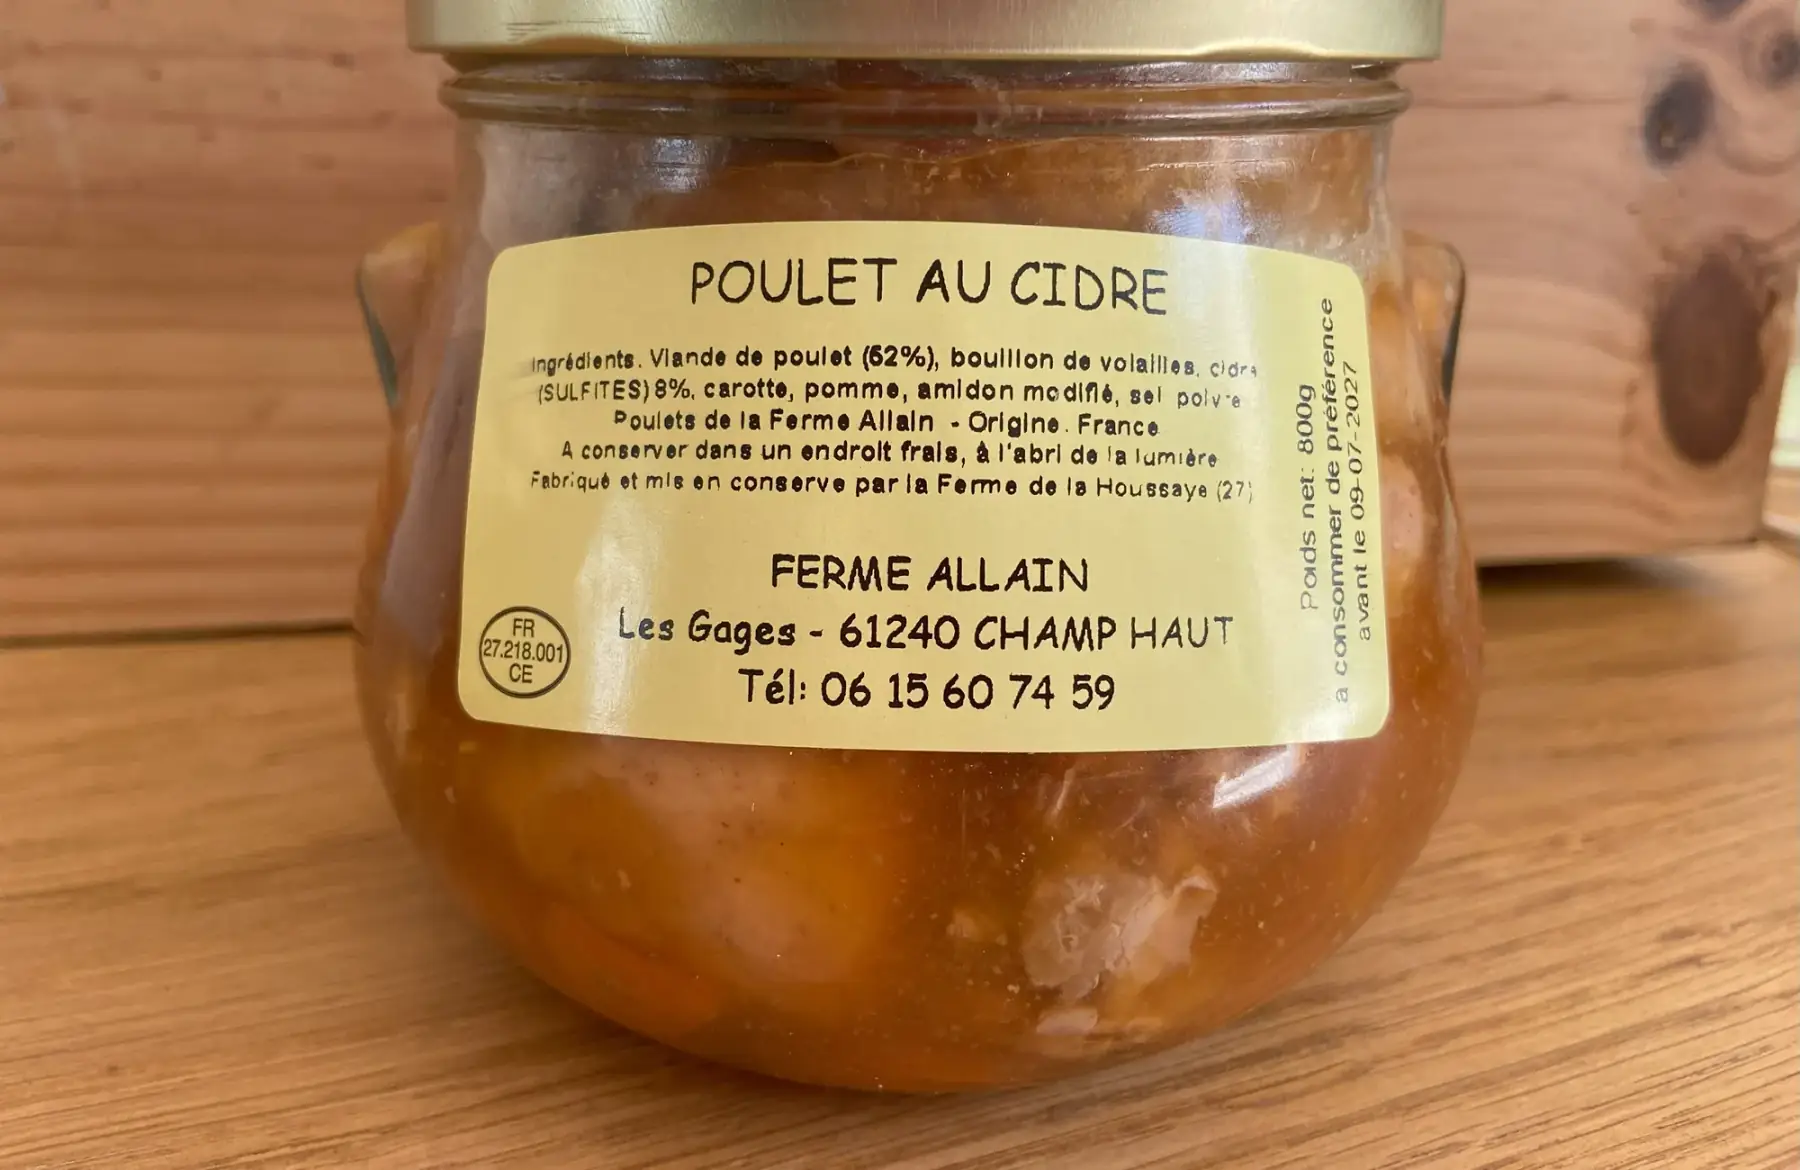 POULET AU CIDRE
Ingrédients. Viande de poulet (62%), bouillon de volailles, cidre
(SULFITES) 8%, carotte, pomme, amidon modifié, sel poivre
Poulets de la Ferme Allain - Origine. France
A conserver dans un endroit frais, à l'abri de la lumière
Fabriqué et mis en conserve par la Ferme de la Houssaye (27)
FERME ALLAIN
Les Gages - 61240 CHAMP HAUT
Tél: 06 15 60 74 59
FR
27.218.001
CE
Poids net: 800g
a consommer de préférence
avant le 09-07-2027